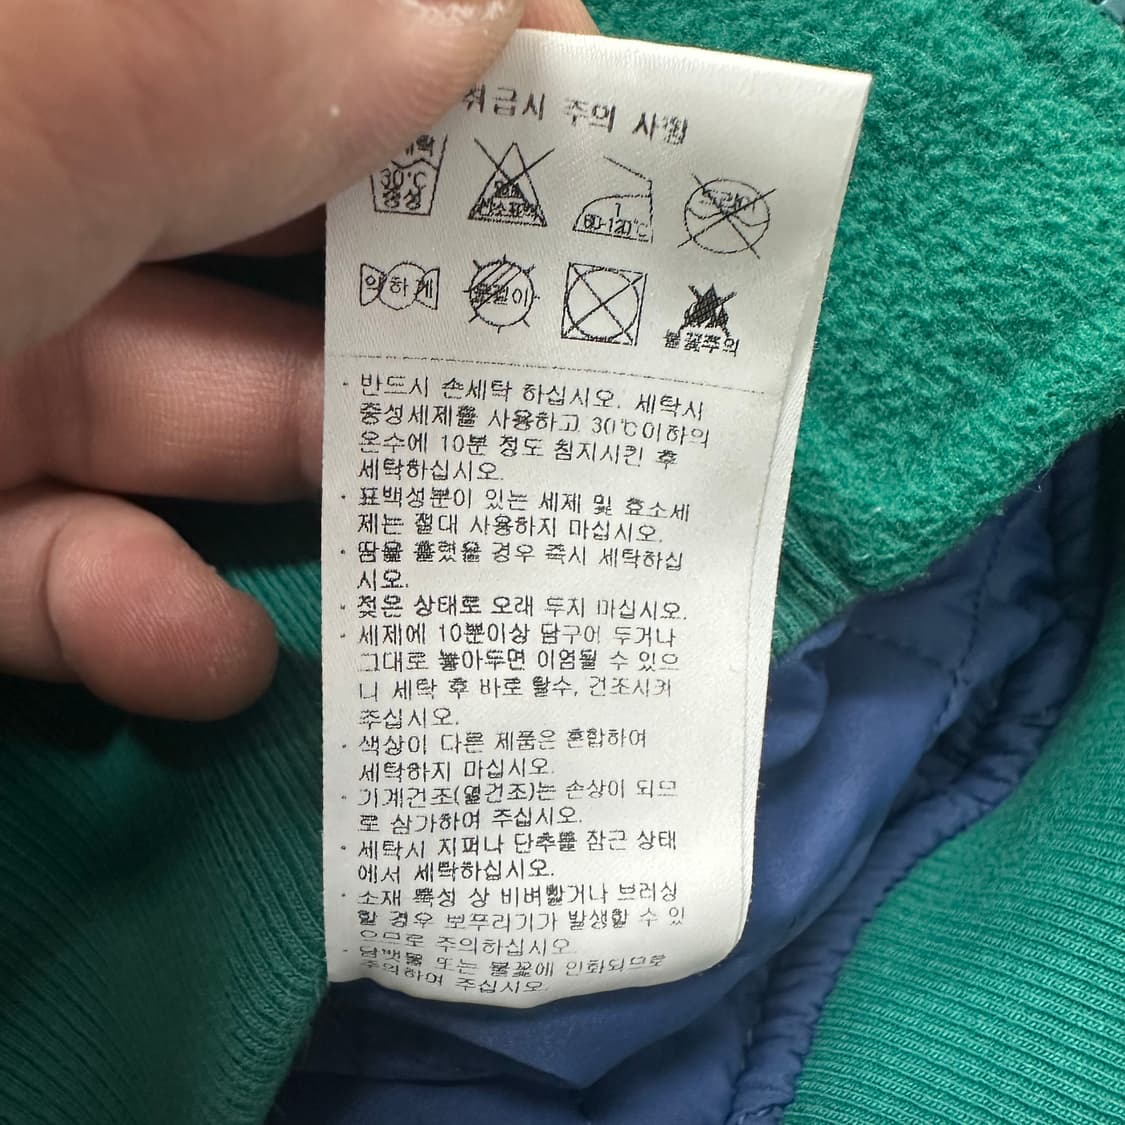 취급시 주의 사항
30℃
중성
산소표백
1
80-120℃
드라이
약하게
옷걸이
불꽃주의
· 반드시 손세탁 하십시오. 세탁시
중성세제를 사용하고 30℃이하의
온수에 10분 정도 침지시킨 후
세탁하십시오.
· 표백성분이 있는 세제 및 효소세
제는 절대 사용하지 마십시오.
· 땀을 흘렸을 경우 즉시 세탁하십
시오.
· 젖은 상태로 오래 두지 마십시오.
· 세제에 10분이상 담구어 두거나
그대로 놓아두면 이염될 수 있으
니 세탁 후 바로 탈수, 건조시켜
주십시오.
· 색상이 다른 제품은 혼합하여
세탁하지 마십시오.
· 기계건조(열건조)는 손상이 되므
로 삼가하여 주십시오.
· 세탁시 지퍼나 단추를 잠근 상태
에서 세탁하십시오.
· 소재 특성 상 비벼빨거나 브러싱
할 경우 보푸라기가 발생할 수 있
으므로 주의하십시오.
· 담뱃불 또는 불꽃에 인화되므로
주의하여 주십시오.